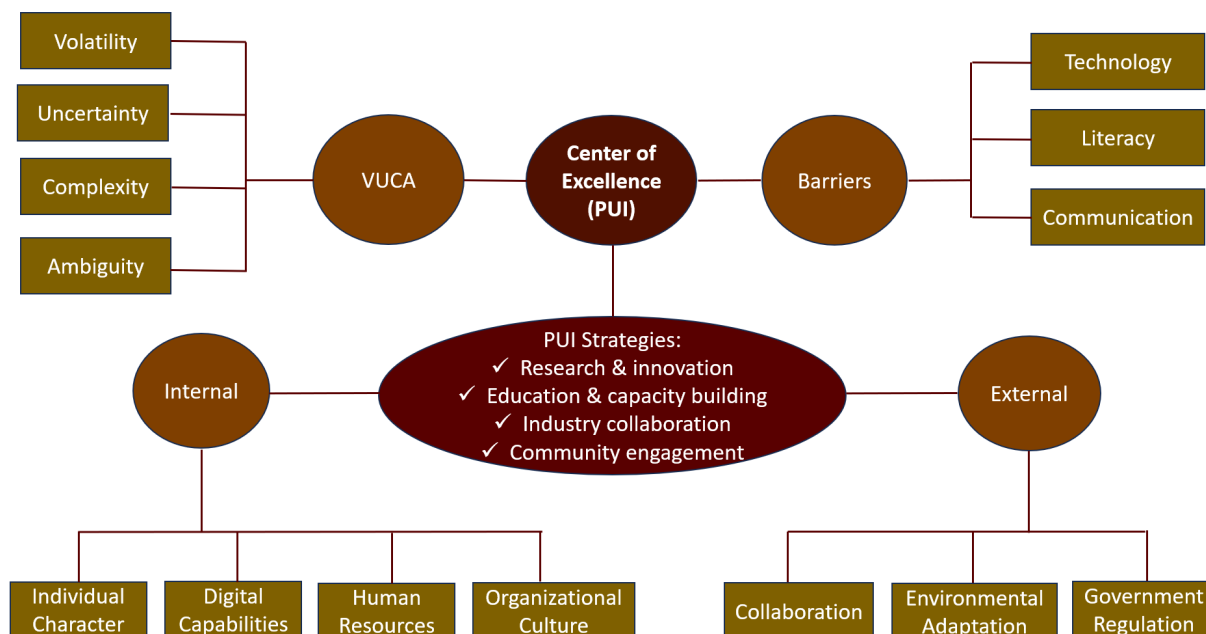 Volatility
Uncertainty
Complexity
Ambiguity
VUCA
Center of
Excellence
(PUI)
Barriers
Technology
Literacy
Communication
PUI Strategies:
✓ Research & innovation
✓ Education & capacity building
✓ Industry collaboration
✓ Community engagement
Internal
External
Individual
Character
Digital
Capabilities
Human
Resources
Organizational
Culture
Collaboration
Environmental
Adaptation
Government
Regulation